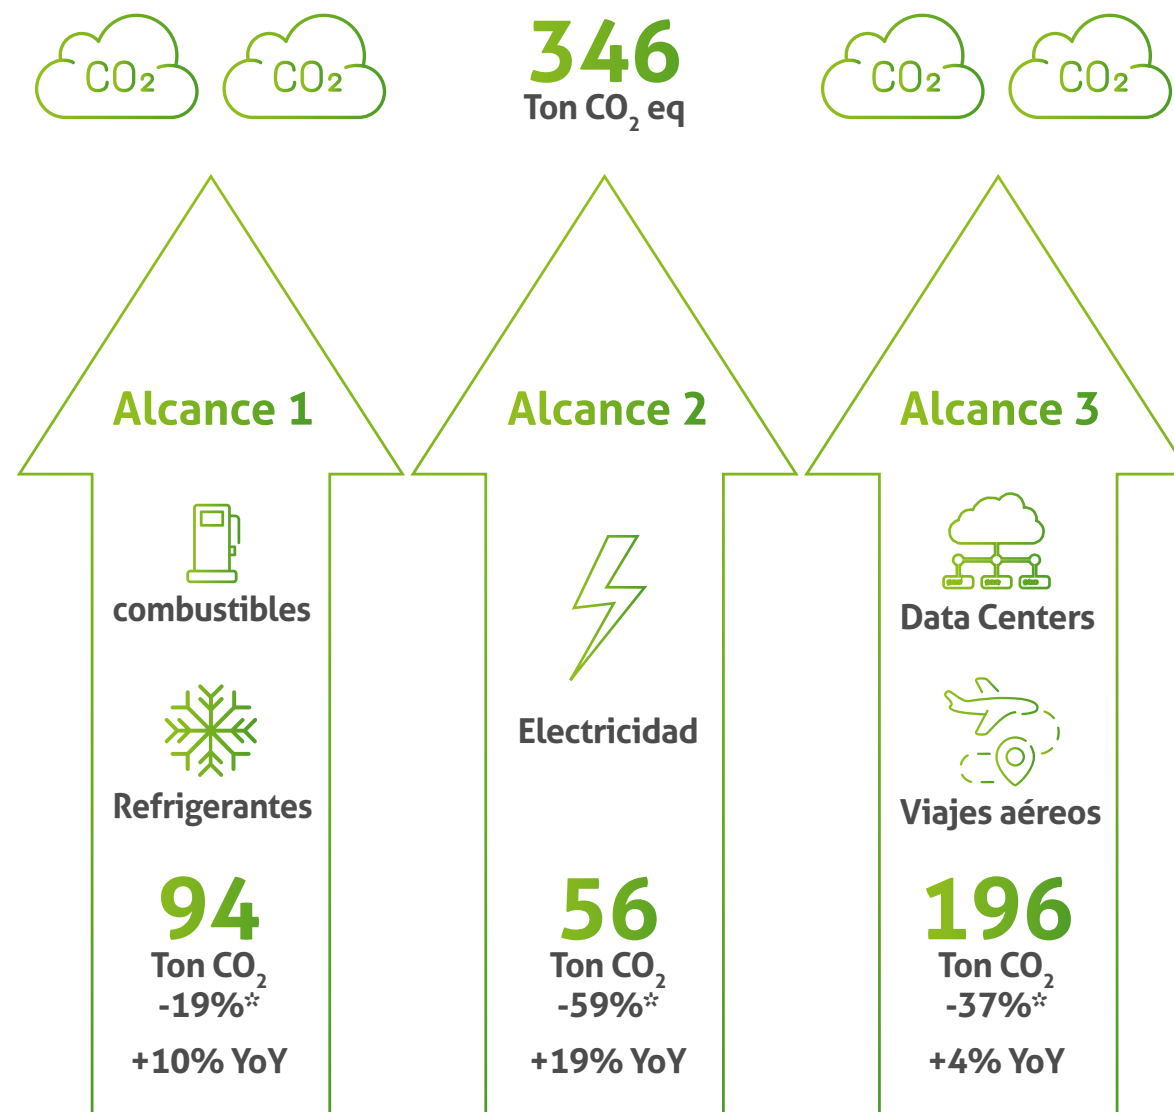 CO2
CO2
346
Ton CO₂ eq
CO2
CO2
Alcance 1
combustibles
Refrigerantes
94
Ton CO₂
-19%*
+10% YoY
Alcance 2
Electricidad
56
Ton CO₂
-59%*
+19% YoY
Alcance 3
Data Centers
Viajes aéreos
196
Ton CO₂
-37%*
+4% YoY